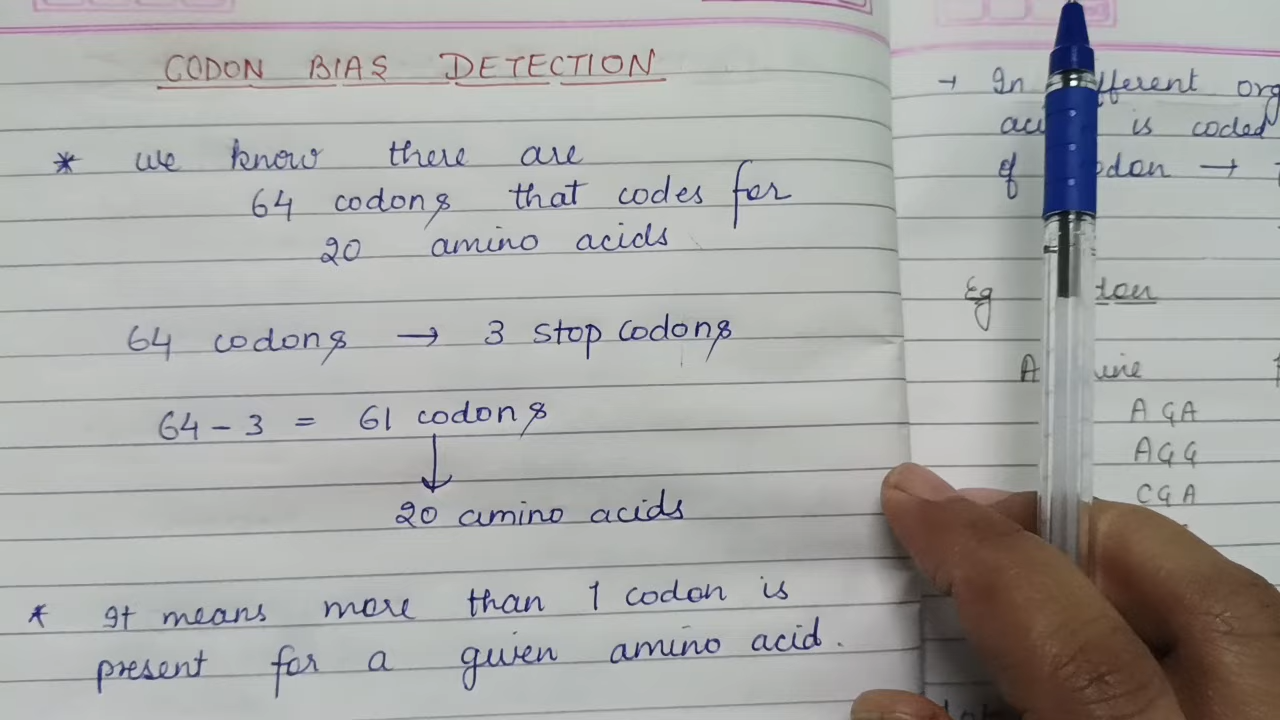 CODON BIAS DETECTION
* we know there are
64 codons that codes for
20 amino acids
64 codons → 3 stop codons
64 - 3 = 61 codons
↓
20 amino acids
* It means more than 1 codon is
present for a given amino acid.
→ In
is coded
of →
Eg
AGA
AGG
CGA